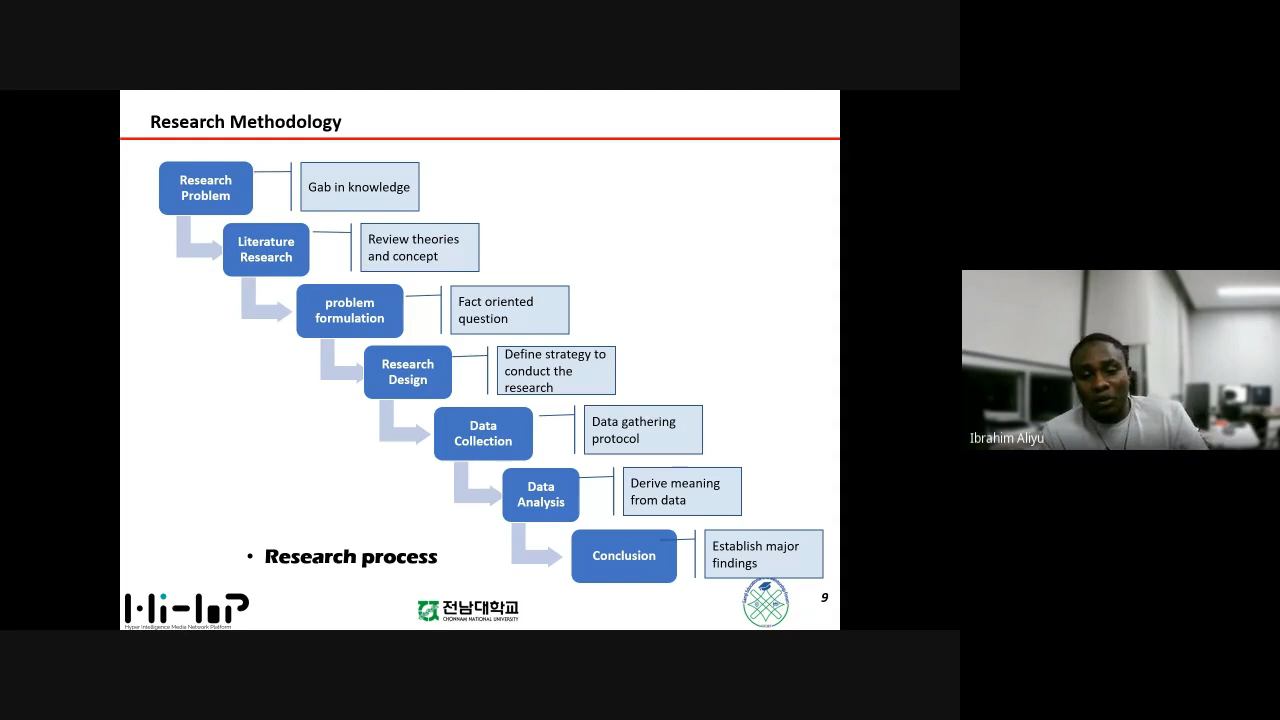 Research Methodology
Research
Problem
Gab in knowledge
Literature
Research
Review theories
and concept
problem
formulation
Fact oriented
question
Research
Design
Define strategy to
conduct the
research
Data
Collection
Data gathering
protocol
Data
Analysis
Derive meaning
from data
Conclusion
Establish major
findings
• Research process
Hyper Intelligence Media Network Platform
전남대학교
CHONNAM NATIONAL UNIVERSITY
9
Ibrahim Aliyu